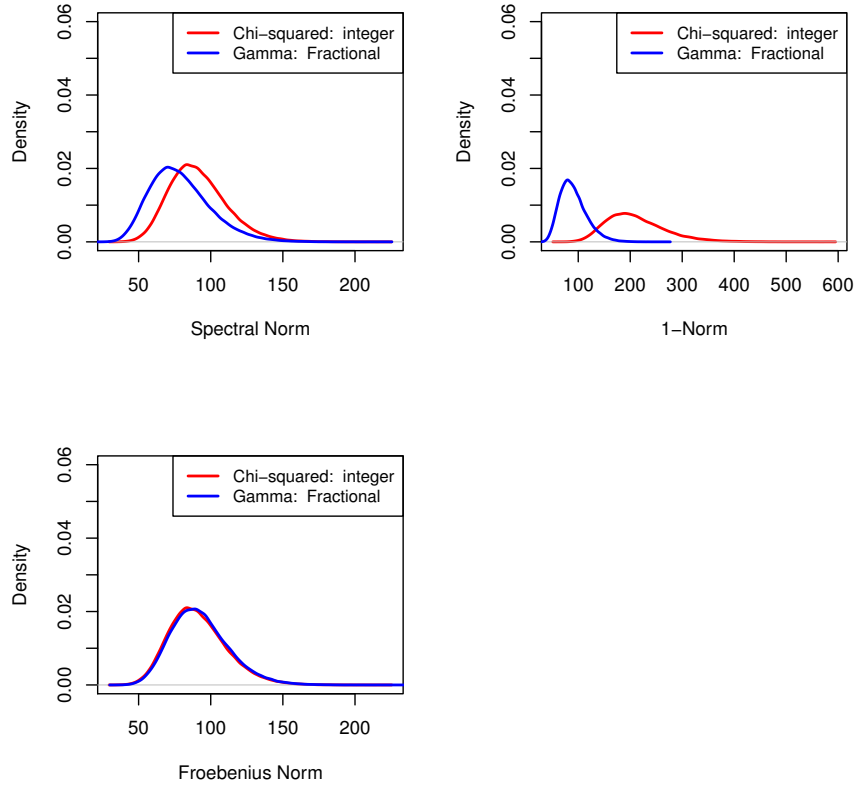 Chi−squared: integer
Gamma: Fractional
Density
0.00 0.02 0.04 0.06
50 100 150 200
Spectral Norm
Chi−squared: integer
Gamma: Fractional
Density
0.00 0.02 0.04 0.06
100 200 300 400 500 600
1−Norm
Chi−squared: integer
Gamma: Fractional
Density
0.00 0.02 0.04 0.06
50 100 150 200
Froebenius Norm